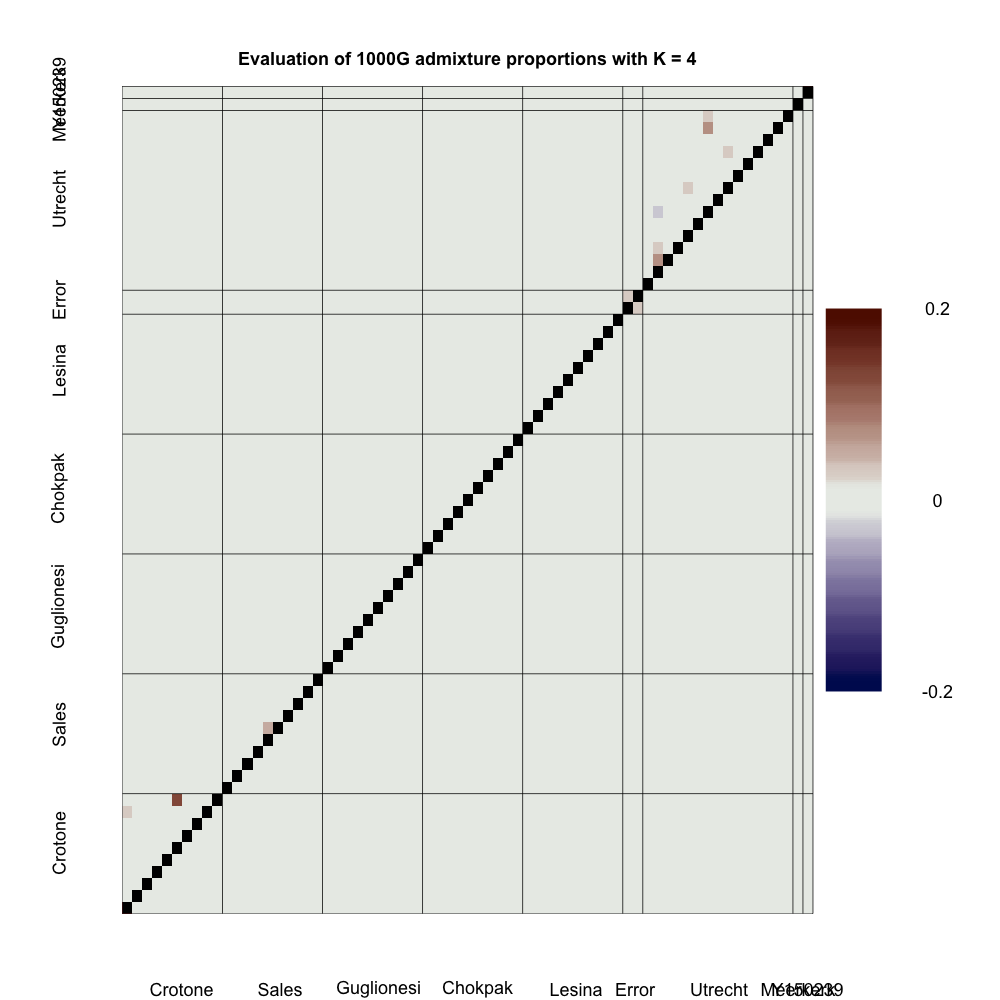 Evaluation of 1000G admixture proportions with K = 4
Utrecht
Error
Lesina
Chokpak
Guglionesi
Sales
Crotone
0.2
0
-0.2
Crotone Sales Guglionesi Chokpak Lesina Error Utrecht